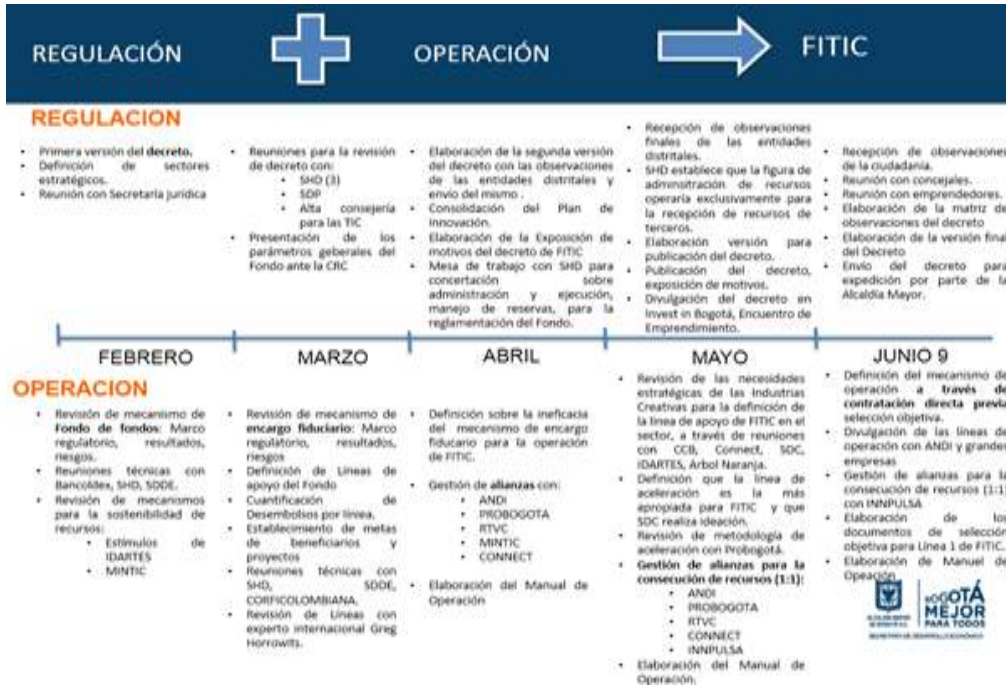 REGULACIÓN
OPERACIÓN
FITIC
REGULACION
• Primera versión del decreto.
• Definición de sectores
estratégicos.
• Reunión con Secretaría Jurídica
• Reuniones para la revisión
de decreto con:
• SHD (3)
• SDP
• Alta consejería
para las TIC
• Presentación de los
parámetros geberales del
Fondo ante la CRC
• Elaboración de la segunda versión
del decreto con las observaciones
de las entidades distritales y
envío del mismo .
• Consolidación del Plan de
Innovación.
• Elaboración de la Exposición de
motivos del decreto de FITIC
• Mesa de trabajo con SHD para
concertación sobre
administración y ejecución,
manejo de reservas, para la
reglamentación del Fondo.
• Recepción de observaciones
finales de las entidades
distritales.
• SHD establece que la figura de
adminsitración de recursos
operaría exclusivamente para
la recepción de recursos de
terceros.
• Elaboración versión para
publicación del decreto.
• Publicación del decreto,
exposición de motivos.
• Divulgación del decreto en
Invest in Bogotá, Encuentro de
Emprendimiento.
• Recepción de observaciones
de la ciudadanía.
• Reunión con concejales.
• Reunión con emprendedores.
• Elaboración de la matriz de
observaciones del decreto
• Elaboración de la versión final
del Decreto
• Envío del decreto para
expedición por parte de la
Alcaldía Mayor.
FEBRERO
MARZO
ABRIL
MAYO
JUNIO 9
OPERACION
• Revisión de mecanismo de
Fondo de fondos: Marco
regulatorio, resultados,
riesgos.
• Reuniones técnicas con
Bancoldex, SHD, SDDE.
• Revisión de mecanismos
para la sostenibilidad de
recursos:
• Estímulos de
IDARTES
• MINTIC
• Revisión de mecanismo de
encargo fiduciario: Marco
regulatorio, resultados,
riesgos
• Definición de Líneas de
apoyo del Fondo
• Cuantificación de
Desembolsos por línea.
• Establecimiento de metas
de beneficiarios y
proyectos
• Reuniones técnicas con
SHD, SDDE,
CORFICOLOMBIANA,
• Revisión de Líneas con
experto internacional Greg
Horrowits.
• Definición sobre la ineficacia
del mecanismo de encargo
fiducario para la operación
de FITIC.
• Gestión de alianzas con:
• ANDI
• PROBOGOTA
• RTVC
• MINTIC
• CONNECT
• Elaboración del Manual de
Operación
• Revisión de las necesidades
estratégicas de las Industrias
Creativas para la definición de
la línea de apoyo de FITIC en el
sector, a través de reuniones
con CCB, Connect, SDC,
IDARTES, Arbol Naranja.
• Definición que la línea de
aceleración es la más
apropiada para FITIC y que
SDC realiza ideación.
• Revisión de metodología de
aceleración con Probogotá.
• Gestión de alianzas para la
consecución de recursos (1:1):
• ANDI
• PROBOGOTA
• RTVC
• CONNECT
• INNPULSA
• Elaboración del Manual de
Operación.
• Definición del mecanismo de
operación a través de
contratación directa previa
selección objetiva.
• Divulgación de las líneas de
operación con ANDI y grandes
empresas
• Gestión de alianzas para la
consecución de recursos (1:1)
con INNPULSA
• Elaboración de los
documentos de selección
objetiva para Línea 1 de FITIC.
• Elaboración de Manuel de
Opeación
BOGOTÁ
MEJOR
PARA TODOS
SECRETARÍA DE DESARROLLO ECONÓMICO